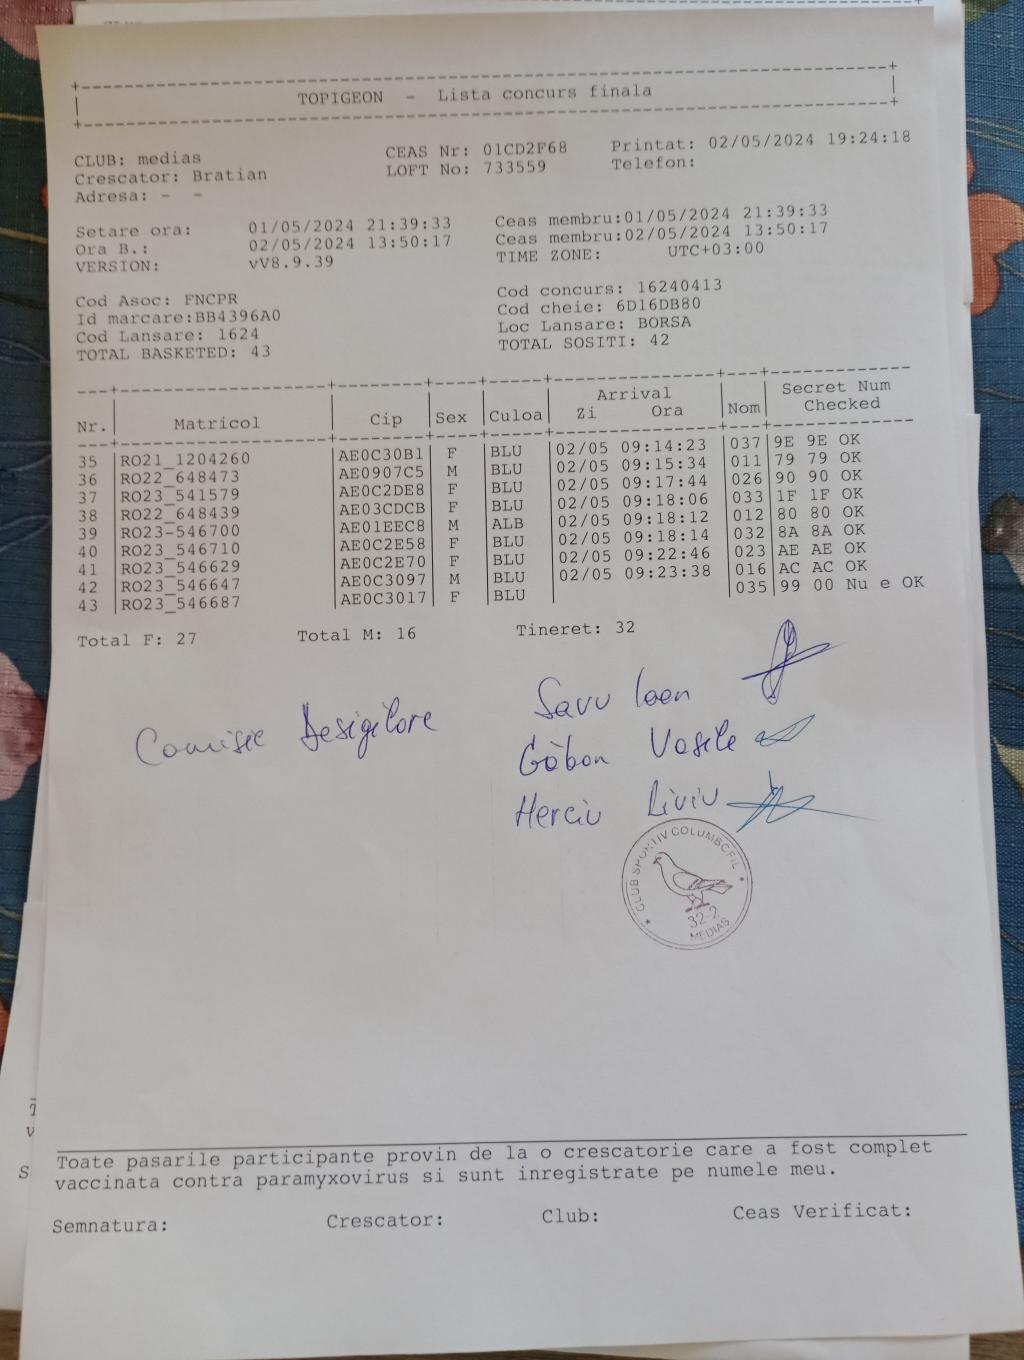 TOPIGEON - Lista concurs finala
CLUB: medias CEAS Nr: 01CD2F68 Printat: 02/05/2024 19:24:18
Crescator: Bratian LOFT No: 733559 Telefon:
Adresa: - -
Setare ora: 01/05/2024 21:39:33 Ceas membru:01/05/2024 21:39:33
Ora B.: 02/05/2024 13:50:17 Ceas membru:02/05/2024 13:50:17
VERSION: vV8.9.39 TIME ZONE: UTC+03:00
Cod Asoc: FNCPR Cod concurs: 16240413
Id marcare:BB4396A0 Cod cheie: 6D16DB80
Cod Lansare: 1624 Loc Lansare: BORSA
TOTAL BASKETED: 43 TOTAL SOSITI: 42
Arrival Secret Num
Nr. Matricol Cip Sex Culoa Zi Ora Nom Checked
35 RO21_1204260 AE0C30B1 F BLU 02/05 09:14:23 037 9E 9E OK
36 RO22_648473 AE0907C5 M BLU 02/05 09:15:34 011 79 79 OK
37 RO23_541579 AE0C2DE8 F BLU 02/05 09:17:44 026 90 90 OK
38 RO22_648439 AE03CDCB F BLU 02/05 09:18:06 033 1F 1F OK
39 RO23-546700 AE01EEC8 M ALB 02/05 09:18:12 012 80 80 OK
40 RO23_546710 AE0C2E58 F BLU 02/05 09:18:14 032 8A 8A OK
41 RO23_546629 AE0C2E70 F BLU 02/05 09:22:46 023 AE AE OK
42 RO23_546647 AE0C3097 M BLU 02/05 09:23:38 016 AC AC OK
43 RO23_546687 AE0C3017 F BLU 035 99 00 Nu e OK
Total F: 27 Total M: 16 Tineret: 32
Comisie Desigilare Savu Ioan
Găban Vasile
Herciu Liviu
CLUB SPORTIV COLUMBOFIL
32-2
MEDIAS
Toate pasarile participante provin de la o crescatorie care a fost complet
vaccinata contra paramyxovirus si sunt inregistrate pe numele meu.
Semnatura: Crescator: Club: Ceas Verificat: